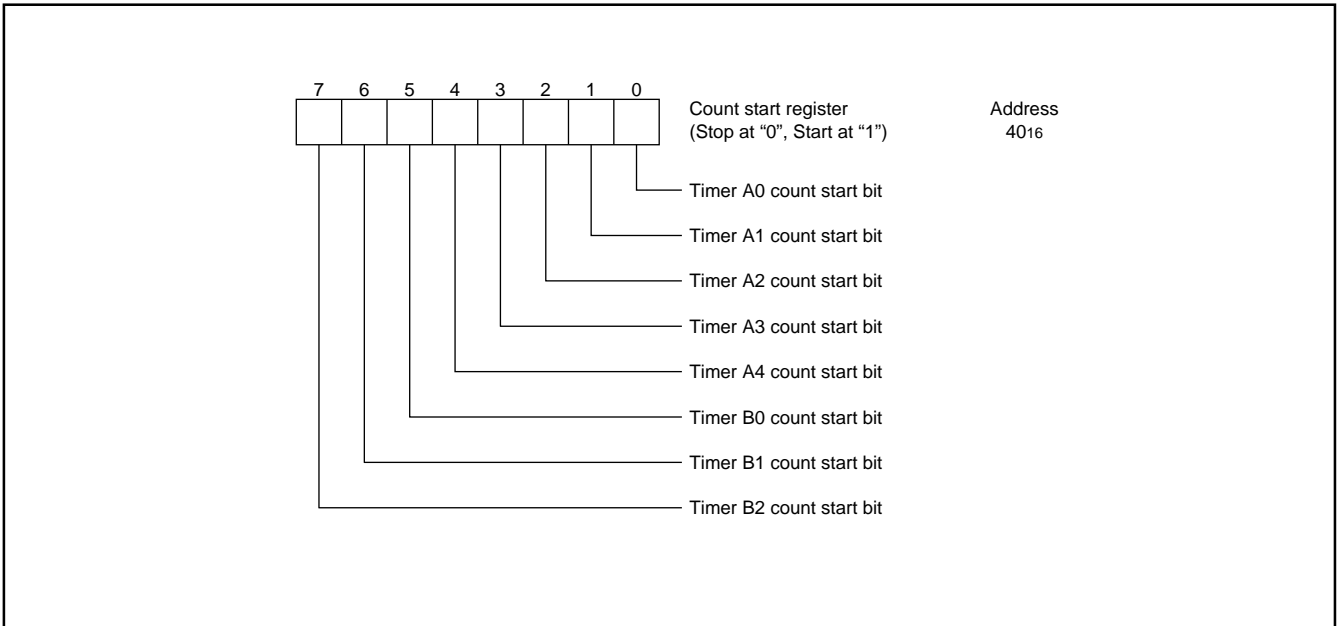 7 6 5 4 3 2 1 0
Count start register Address
(Stop at “0”, Start at “1”) 4016
Timer A0 count start bit
Timer A1 count start bit
Timer A2 count start bit
Timer A3 count start bit
Timer A4 count start bit
Timer B0 count start bit
Timer B1 count start bit
Timer B2 count start bit